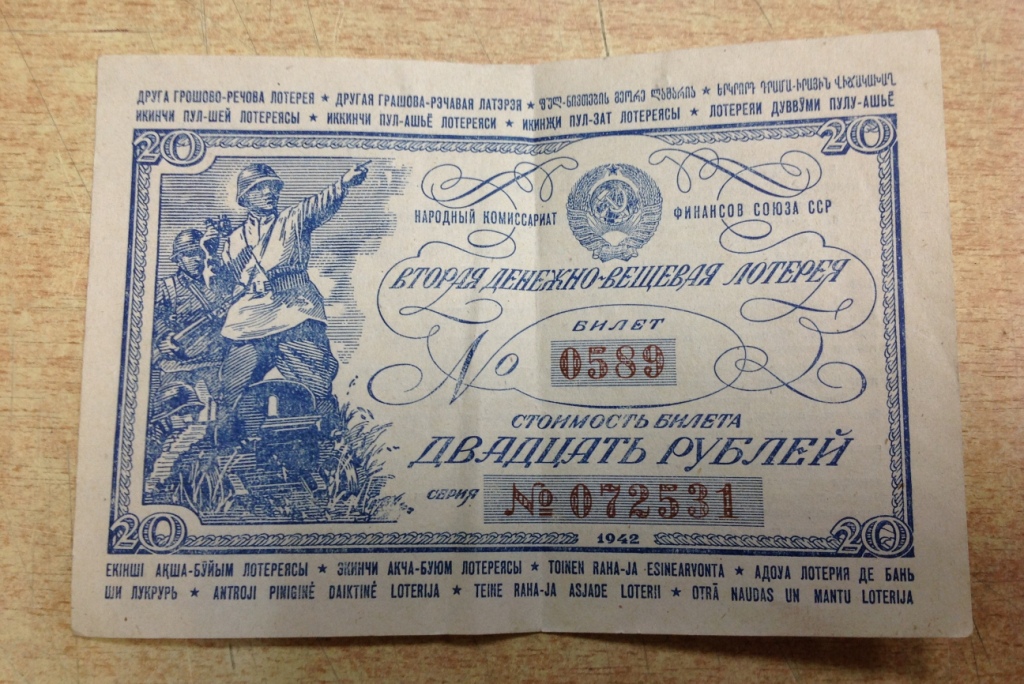 ДРУГА ГРОШОВО-РЕЧОВА ЛОТЕРЕЯ ★ ДРУГАЯ ГРАШОВА-РЭЧАВАЯ ЛАТЭРЭЯ ★ ★
ИКИНЧИ ПУЛ-ШЕЙ ЛОТЕРЕЯСЫ ★ ИККИНЧИ ПУЛ-АШЬЁ ЛОТЕРЕЯСИ ★ ИКИНҖИ ПУЛ-ЗАТ ЛОТЕРЕЯСЫ ★ ЛОТЕРЕЯИ ДУВВӮМИ ПУЛУ-АШЬЁ
20 20
НАРОДНЫЙ КОМИССАРИАТ ФИНАНСОВ СОЮЗА ССР
ВТОРАЯ ДЕНЕЖНО-ВЕЩЕВАЯ ЛОТЕРЕЯ
БИЛЕТ
№ 0589
СТОИМОСТЬ БИЛЕТА
ДВАДЦАТЬ РУБЛЕЙ
СЕРИЯ № 072531
20 1942 20
ЕКІНШІ АҚША-БҰЙЫМ ЛОТЕРЕЯСЫ ★ ЭКИНЧИ АКЧА-БУЮМ ЛОТЕРЕЯСЫ ★ TOINEN RAHA-JA ESINEARVONTA ★ АДОУА ЛОТЕРИЯ ДЕ БАНЬ
ШИ ЛУКРУРЬ ★ ANTROJI PINIGINĖ DAIKTINĖ LOTERIJA ★ TEINE RAHA-JA ASJADE LOTERII ★ OTRĀ NAUDAS UN MANTU LOTERIJA